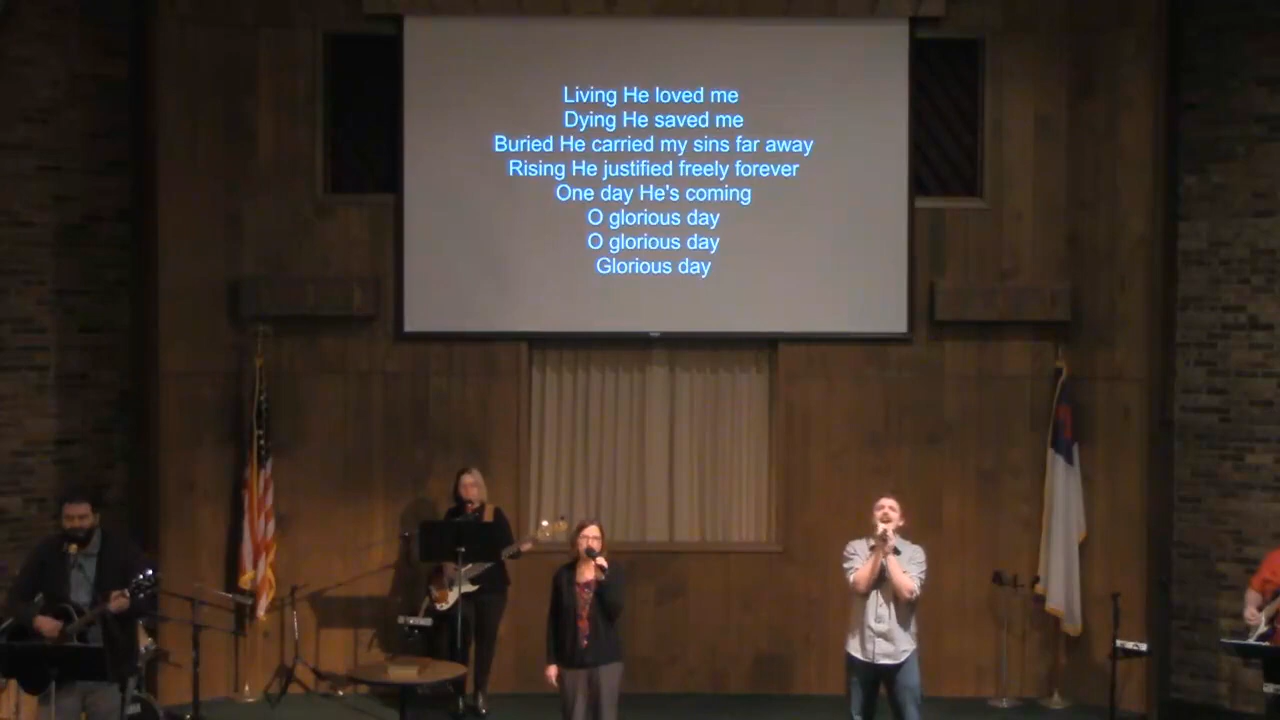 Living He loved me
Dying He saved me
Buried He carried my sins far away
Rising He justified freely forever
One day He's coming
O glorious day
O glorious day
Glorious day